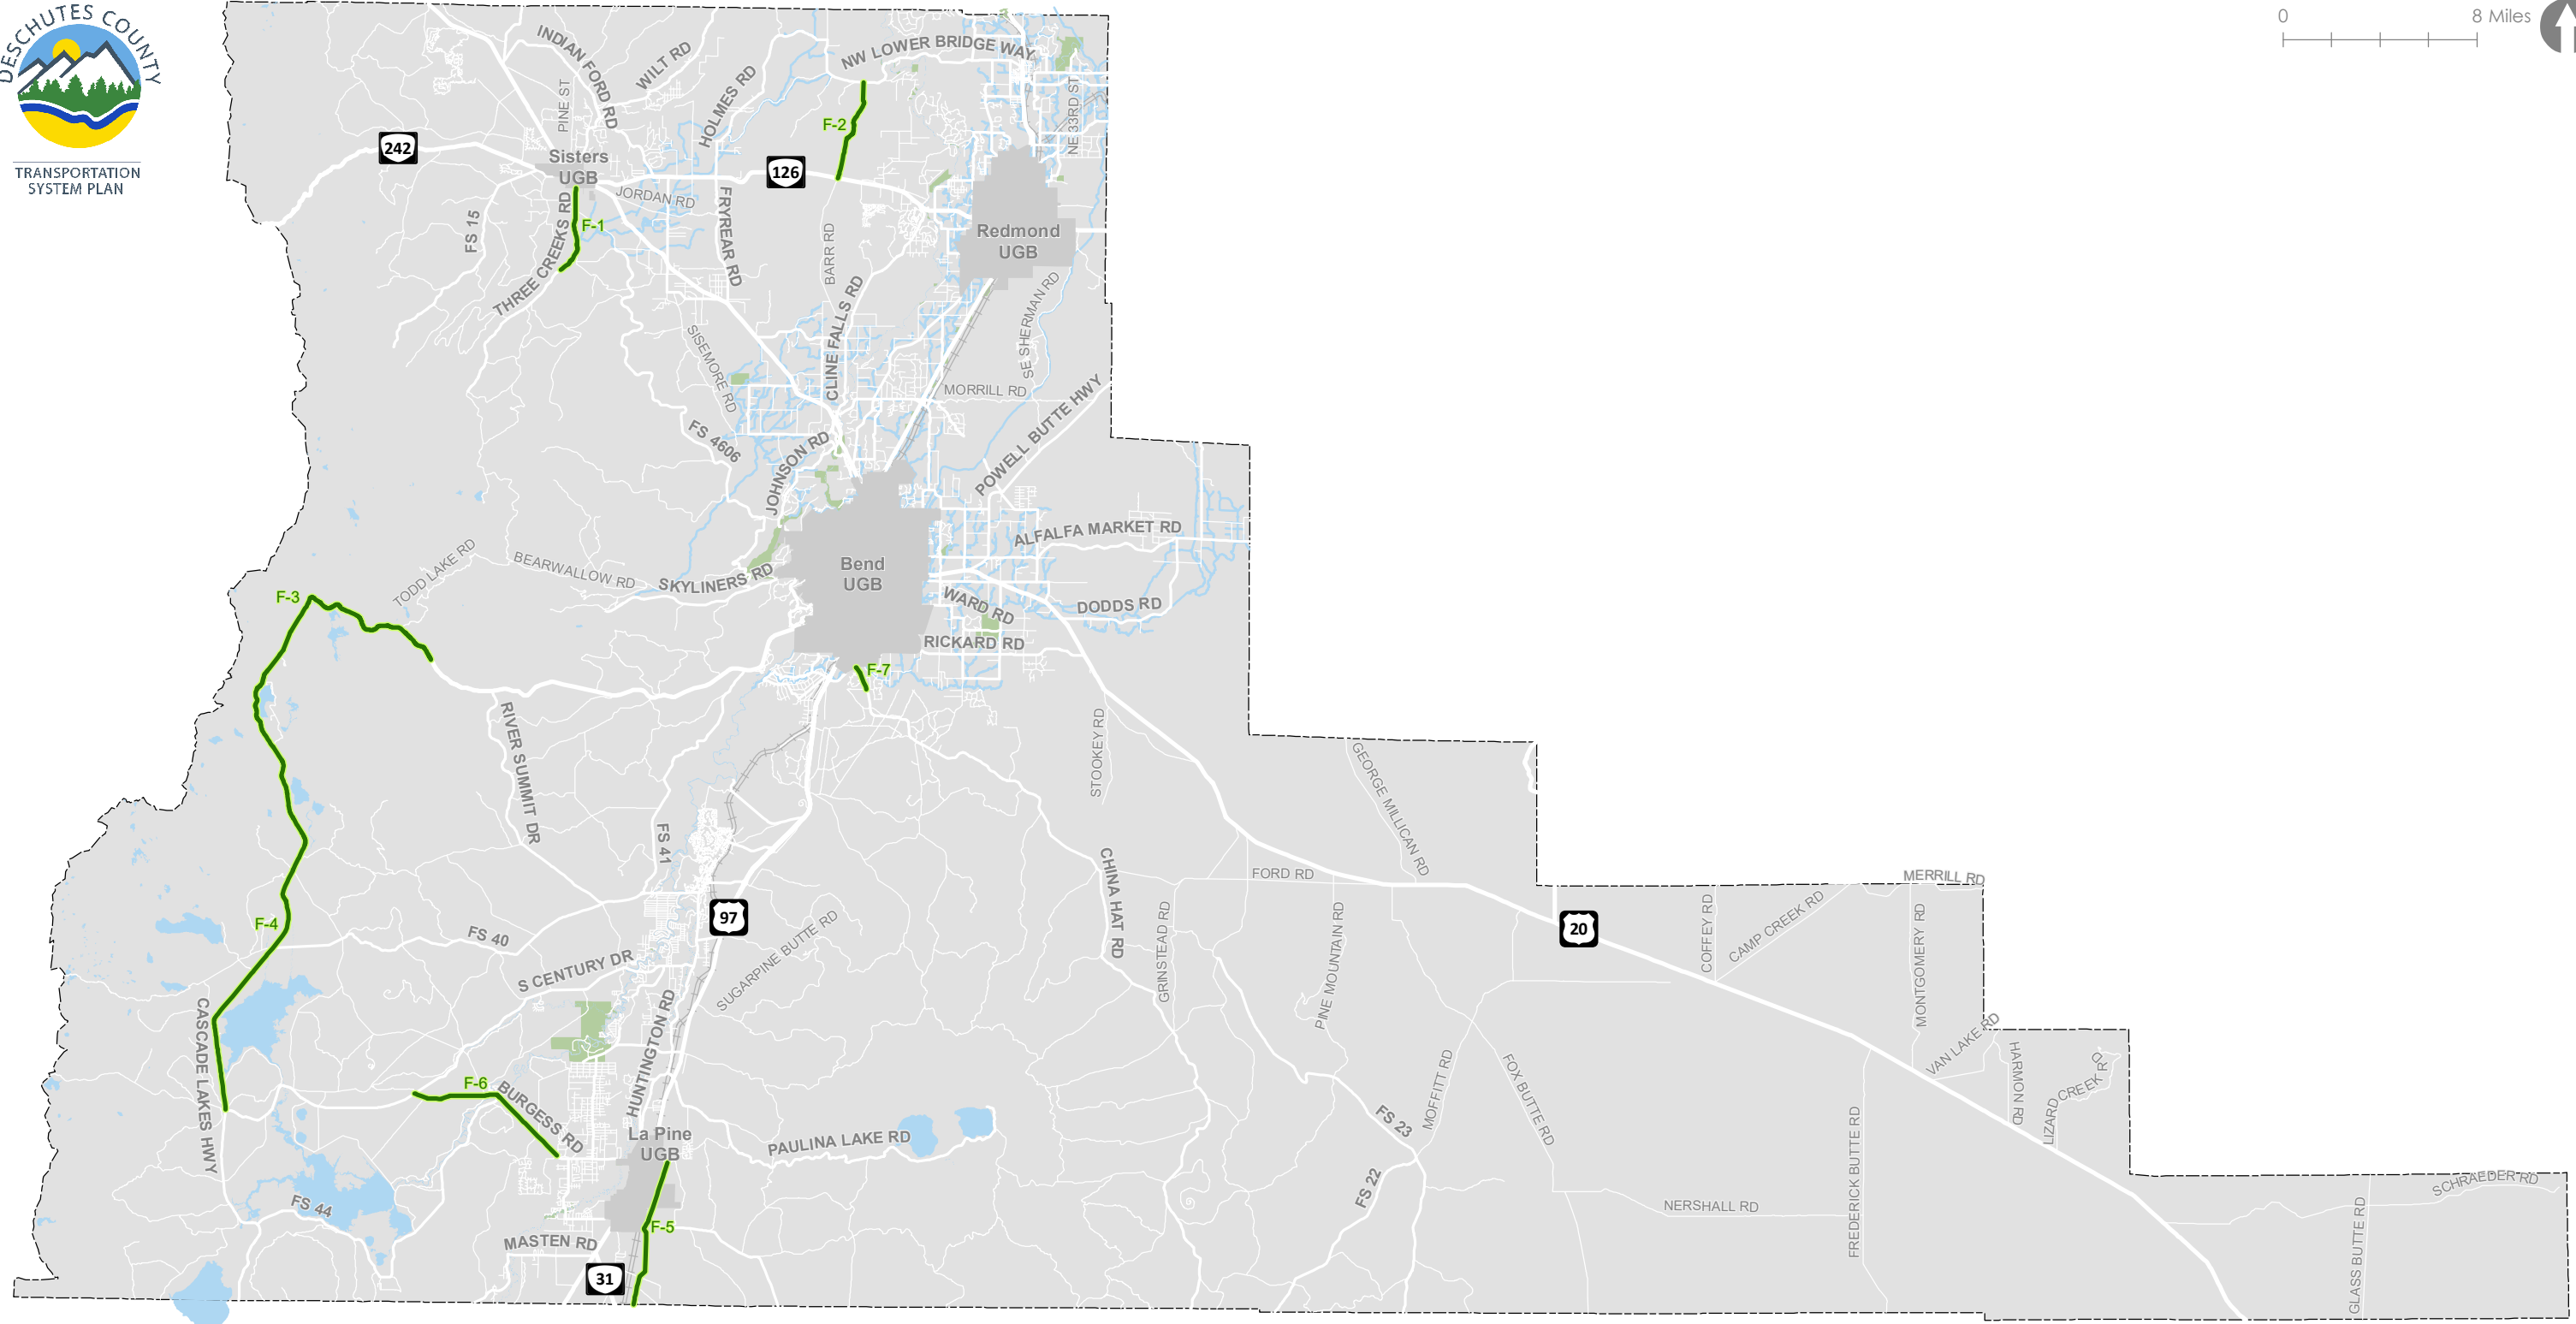 DESCHUTES COUNTY
TRANSPORTATION
SYSTEM PLAN
0
8 Miles
INDIAN FORD RD
WILT RD
NW LOWER BRIDGE WAY
PINE ST
HOLMES RD
F-2
NE 33RD ST
242
Sisters
UGB
126
JORDAN RD
FRYREAR RD
FS 15
THREE CREEKS RD
F-1
BARR RD
Redmond
UGB
CLINE FALLS RD
SE SHERMAN RD
SISEMORE RD
MORRILL RD
POWELL BUTTE HWY
FS 4606
JOHNSON RD
ALFALFA MARKET RD
TODD LAKE RD
BEARWALLOW RD
SKYLINERS RD
Bend
UGB
F-3
WARD RD
DODDS RD
RICKARD RD
F-7
RIVER SUMMIT DR
STOOKEY RD
GEORGE MILLICAN RD
FS 41
CHINA HAT RD
FORD RD
MERRILL RD
97
F-4
FS 40
SUGARPINE BUTTE RD
GRINSTEAD RD
PINE MOUNTAIN RD
20
COFFEY RD
CAMP CREEK RD
MONTGOMERY RD
S CENTURY DR
HUNTINGTON RD
CASCADE LAKES HWY
VAN LAKE RD
HARMON RD
LIZARD CREEK RD
F-6
BURGESS RD
MOFFITT RD
FOX BUTTE RD
FS 23
La Pine
UGB
PAULINA LAKE RD
FREDERICK BUTTE RD
FS 44
FS 22
NERSHALL RD
SCHRAEDER RD
F-5
MASTEN RD
GLASS BUTTE RD
31